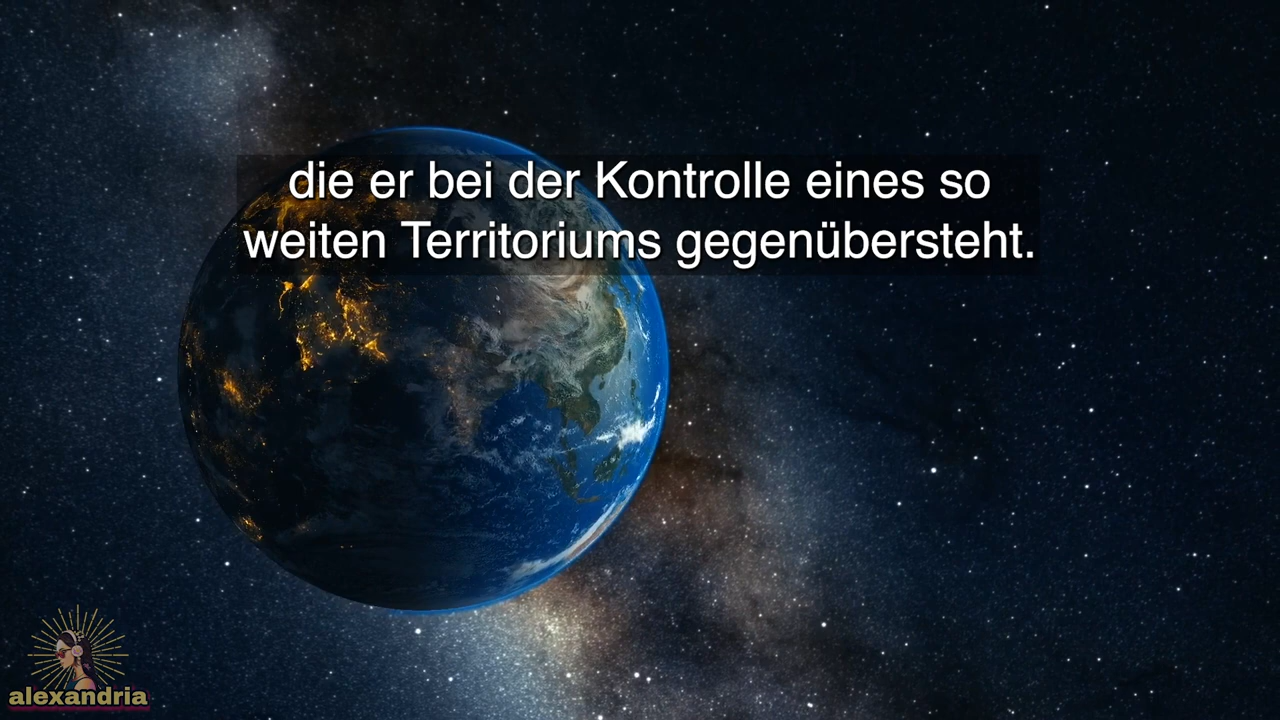 die er bei der Kontrolle eines so
weiten Territoriums gegenübersteht.
alexandria